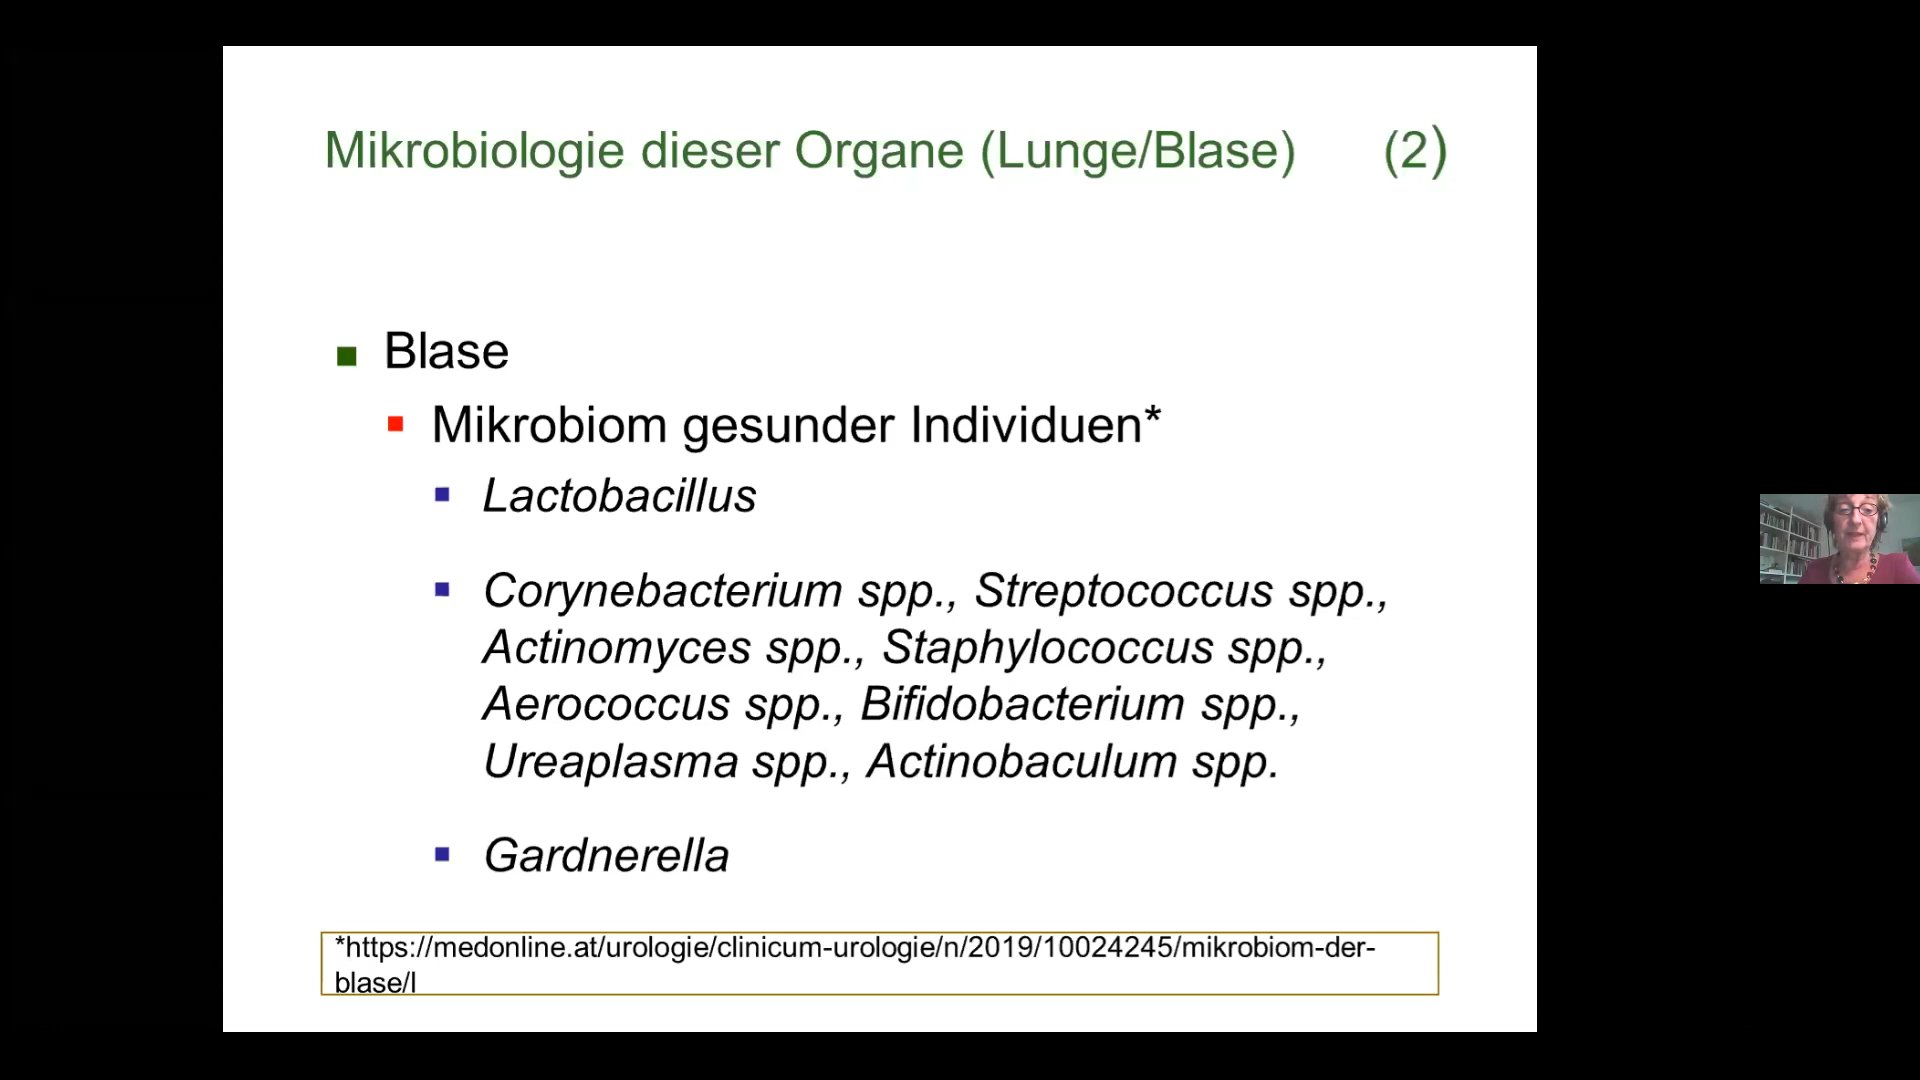 Mikrobiologie dieser Organe (Lunge/Blase) (2)
Blase
Mikrobiom gesunder Individuen*
Lactobacillus
Corynebacterium spp., Streptococcus spp.,
Actinomyces spp., Staphylococcus spp.,
Aerococcus spp., Bifidobacterium spp.,
Ureaplasma spp., Actinobaculum spp.
Gardnerella
*https://medonline.at/urologie/clinicum-urologie/n/2019/10024245/mikrobiom-der-
blase/l